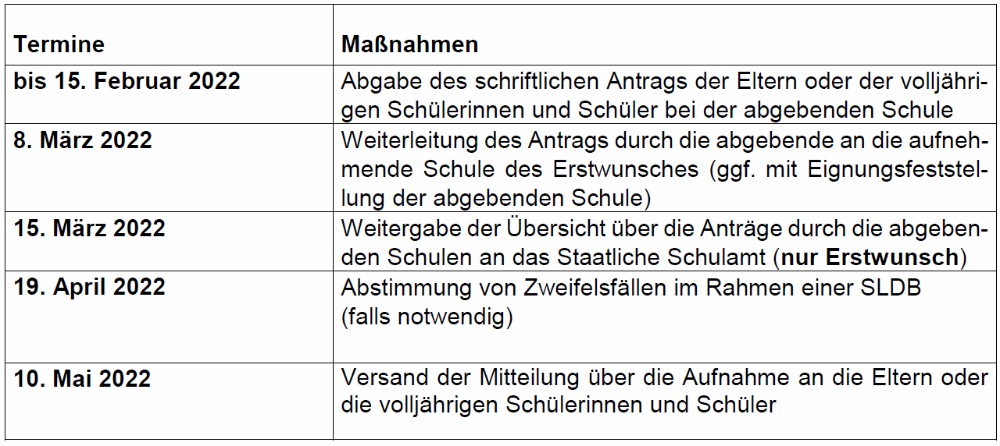 Termine
Maßnahmen
bis 15. Februar 2022
Abgabe des schriftlichen Antrags der Eltern oder der volljähri-
gen Schülerinnen und Schüler bei der abgebenden Schule
8. März 2022
Weiterleitung des Antrags durch die abgebende an die aufneh-
mende Schule des Erstwunsches (ggf. mit Eignungsfeststel-
lung der abgebenden Schule)
15. März 2022
Weitergabe der Übersicht über die Anträge durch die abgeben-
den Schulen an das Staatliche Schulamt (nur Erstwunsch)
19. April 2022
Abstimmung von Zweifelsfällen im Rahmen einer SLDB
(falls notwendig)
10. Mai 2022
Versand der Mitteilung über die Aufnahme an die Eltern oder
die volljährigen Schülerinnen und Schüler